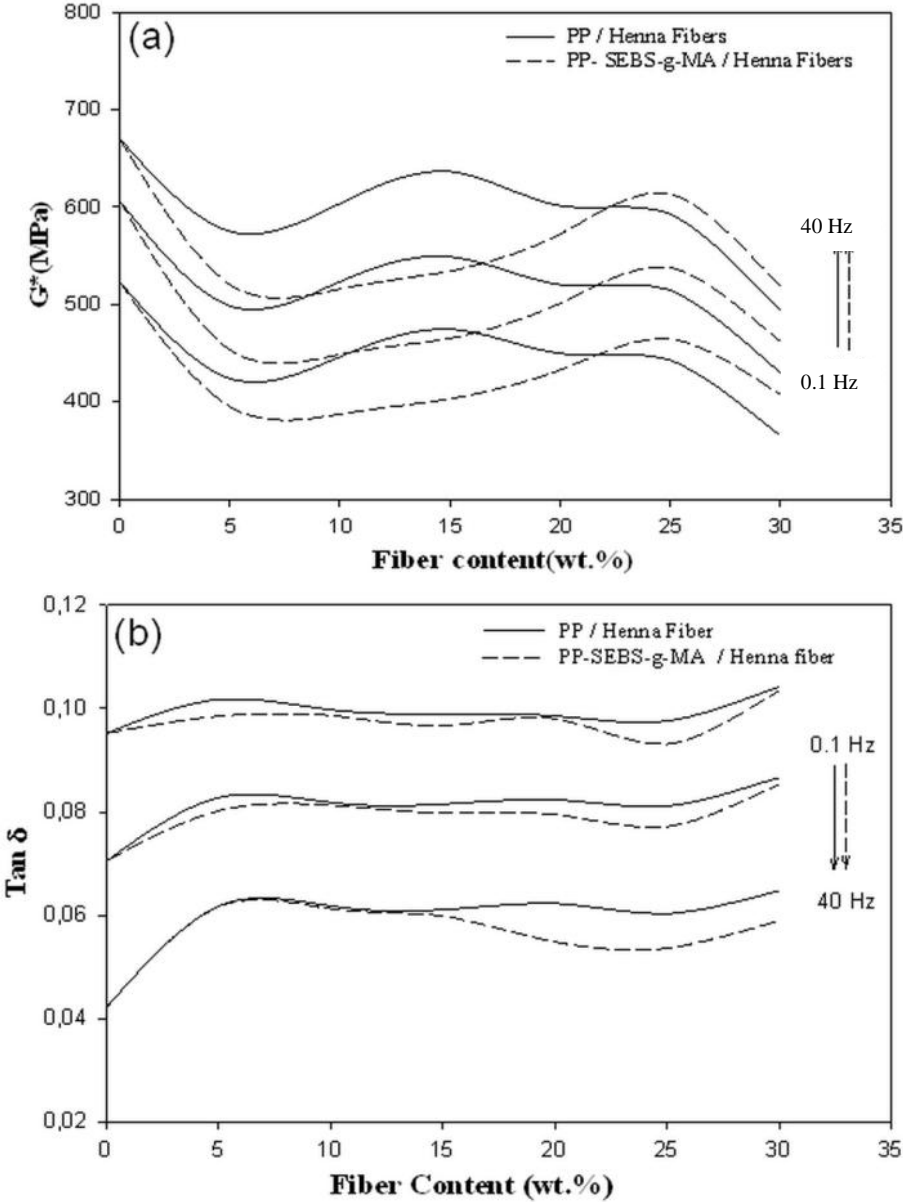 (a)
PP / Henna Fibers
PP- SEBS-g-MA / Henna Fibers
800
700
600
500
400
300
G*(MPa)
40 Hz
0.1 Hz
0 5 10 15 20 25 30 35
Fiber content(wt.%)
(b)
PP / Henna Fiber
PP-SEBS-g-MA / Henna fiber
0,12
0,10
0,08
0,06
0,04
0,02
Tan δ
0.1 Hz
40 Hz
0 5 10 15 20 25 30 35
Fiber Content (wt.%)